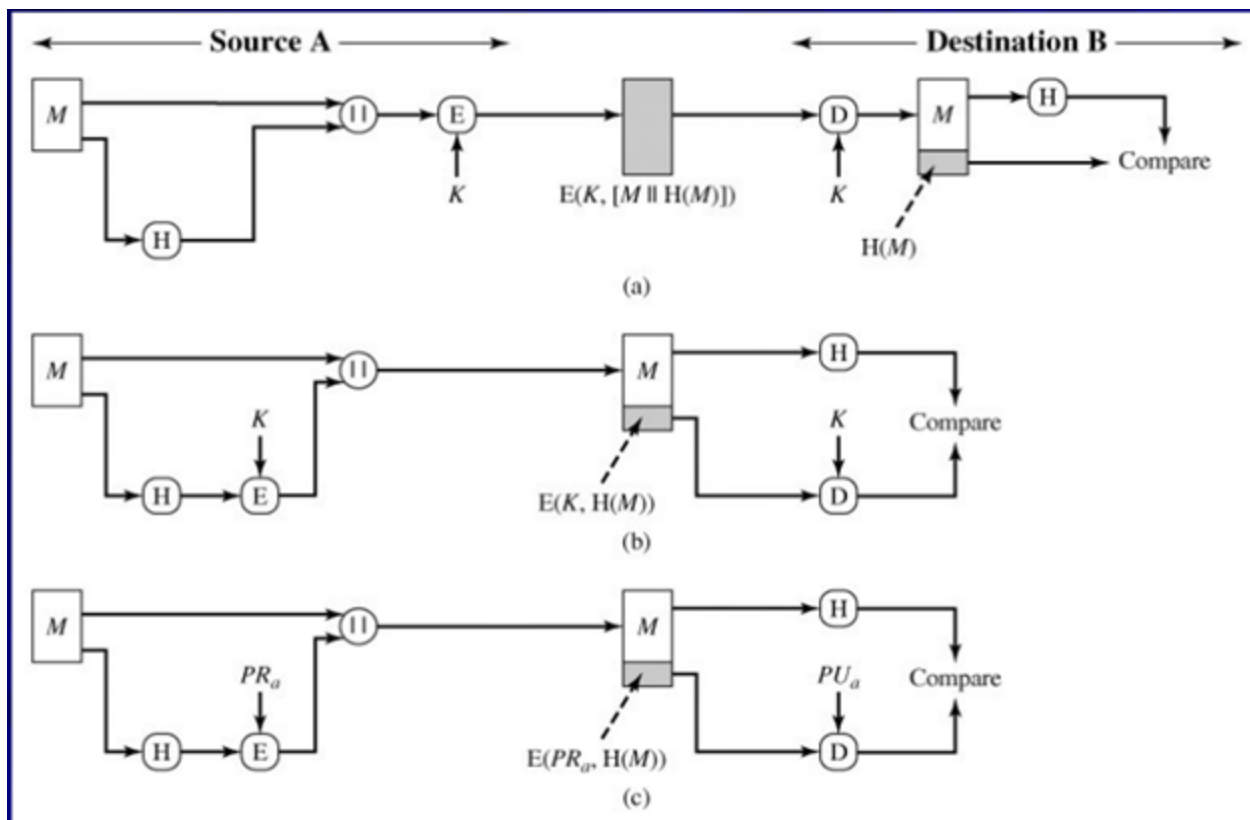 Source A Destination B
M || E D M H
Compare
K E(K, [M || H(M)]) K
H H(M)
(a)
M || M H
K K Compare
H E D
E(K, H(M))
(b)
M || M H
PRa PUa Compare
H E D
E(PRa, H(M))
(c)